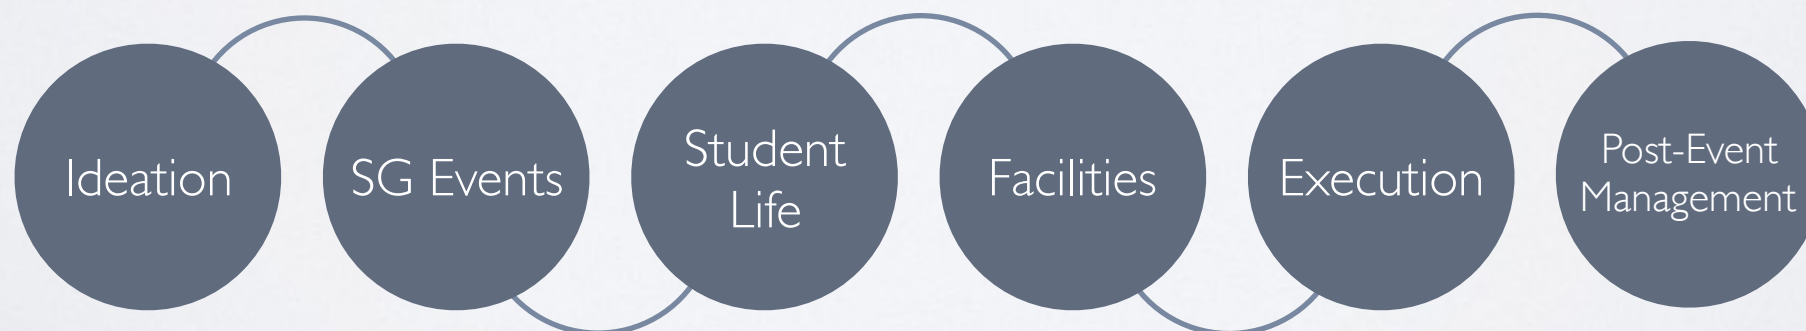 Ideation
SG Events
Student
Life
Facilities
Execution
Post-Event
Management